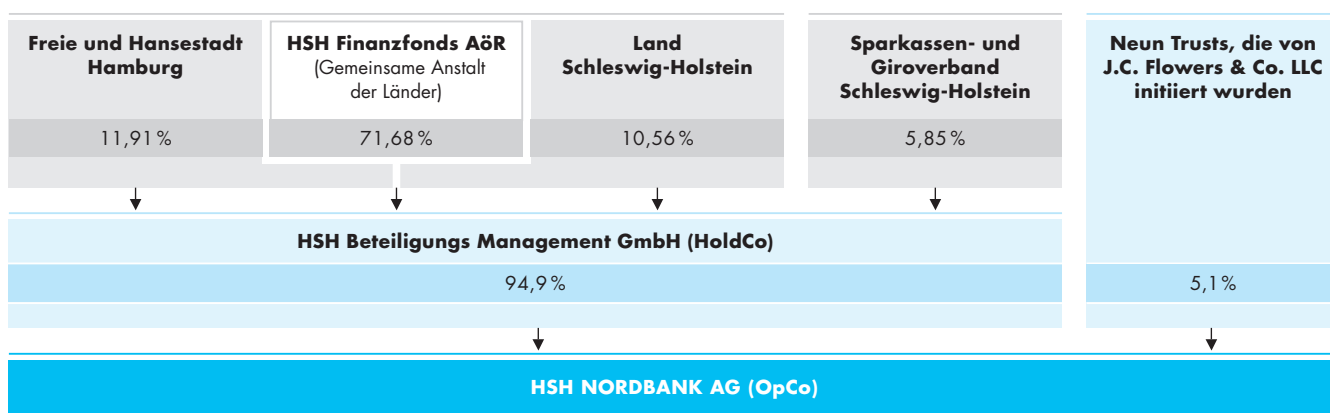 Freie und Hansestadt
Hamburg
11,91 %
HSH Finanzfonds AöR
(Gemeinsame Anstalt
der Länder)
71,68 %
Land
Schleswig-Holstein
10,56 %
Sparkassen- und
Giroverband
Schleswig-Holstein
5,85 %
Neun Trusts, die von
J.C. Flowers & Co. LLC
initiiert wurden
HSH Beteiligungs Management GmbH (HoldCo)
94,9 %
5,1 %
HSH NORDBANK AG (OpCo)